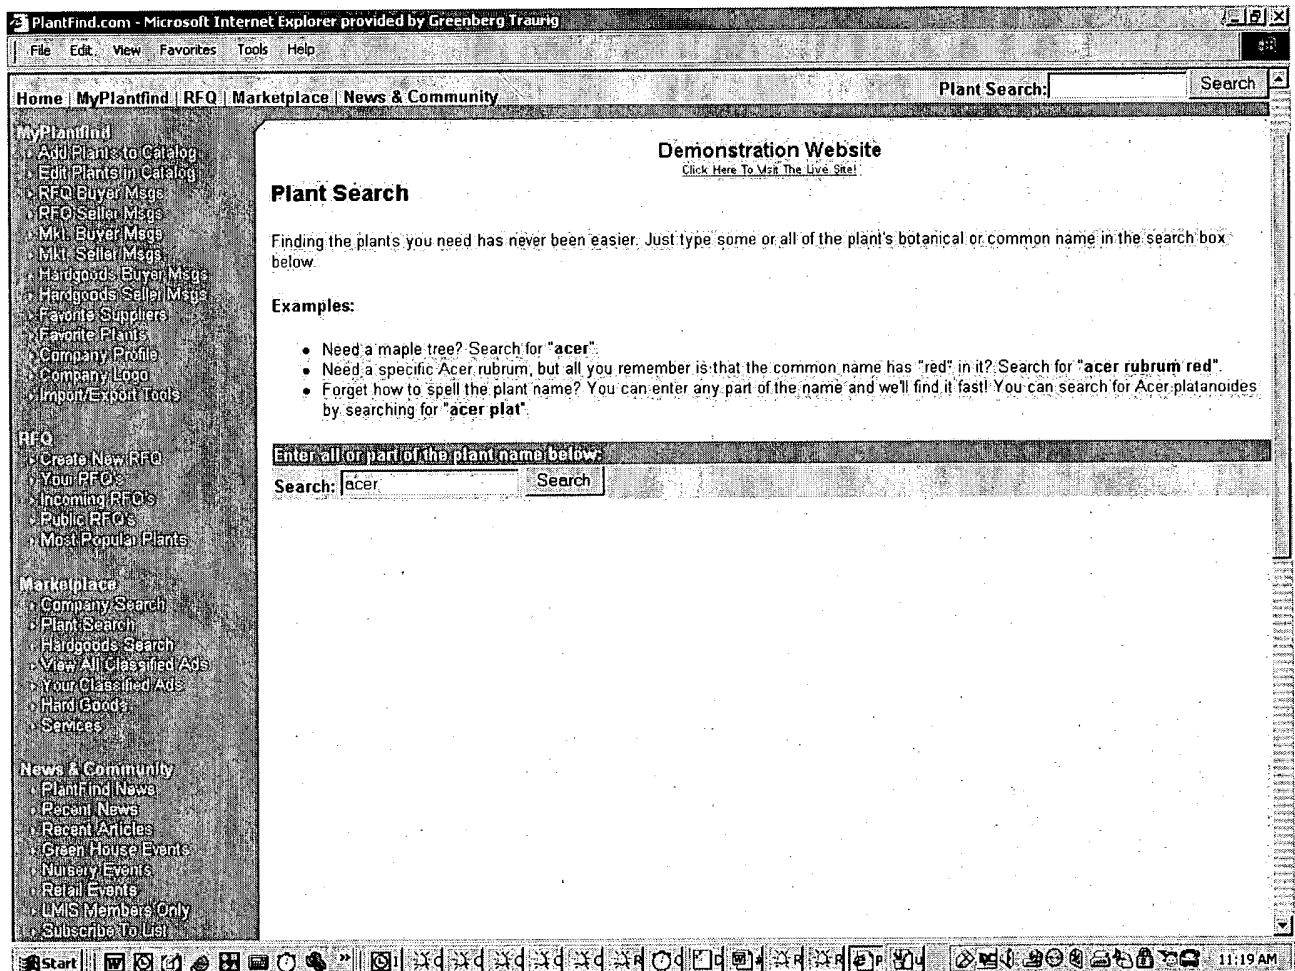 PlantFind.com - Microsoft Internet Explorer provided by Greenberg Traurig
File Edit View Favorites Tools Help
Home | MyPlantfind | RFQ | Marketplace | News & Community
Plant Search: Search
MyPlantfind
Add Plants to Catalog
Edit Plants in Catalog
RFQ Buyer Msgs
RFQ Seller Msgs
Mkt. Buyer Msgs
Mkt. Seller Msgs
Hardgoods Buyer Msgs
Hardgoods Seller Msgs
Favorite Suppliers
Favorite Plants
Company Profile
Company Logo
Import/Export Tools
RFQ
Create New RFQ
Your RFQ's
Incoming RFQ's
Public RFQ's
Most Popular Plants
Marketplace
Company Search
Plant Search
Hardgoods Search
View All Classified Ads
Your Classified Ads
Hard Goods
Services
News & Community
PlantFind News
Recent News
Recent Articles
Green House Events
Nursery Events
Retail Events
LMIS Members Only
Subscribe To List
Demonstration Website
Click Here To Visit The Live Site!
Plant Search
Finding the plants you need has never been easier. Just type some or all of the plant's botanical or common name in the search box
below.
Examples:
• Need a maple tree? Search for "acer".
• Need a specific Acer rubrum, but all you remember is that the common name has "red" in it? Search for "acer rubrum red".
• Forget how to spell the plant name? You can enter any part of the name and we'll find it fast! You can search for Acer platanoides
by searching for "acer plat".
Enter all or part of the plant name below:
Search: acer Search
Start
11:19 AM